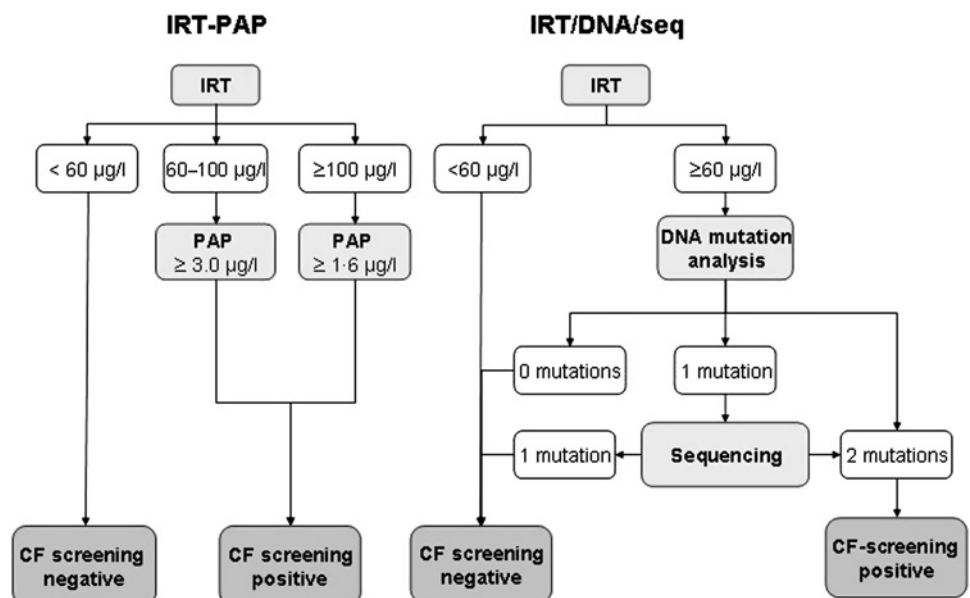 IRT-PAP
IRT
< 60 µg/l
60–100 µg/l
≥100 µg/l
PAP
≥ 3.0 µg/l
PAP
≥ 1·6 µg/l
CF screening
negative
CF screening
positive
IRT/DNA/seq
IRT
<60 µg/l
≥60 µg/l
DNA mutation
analysis
0 mutations
1 mutation
1 mutation
Sequencing
2 mutations
CF screening
negative
CF-screening
positive